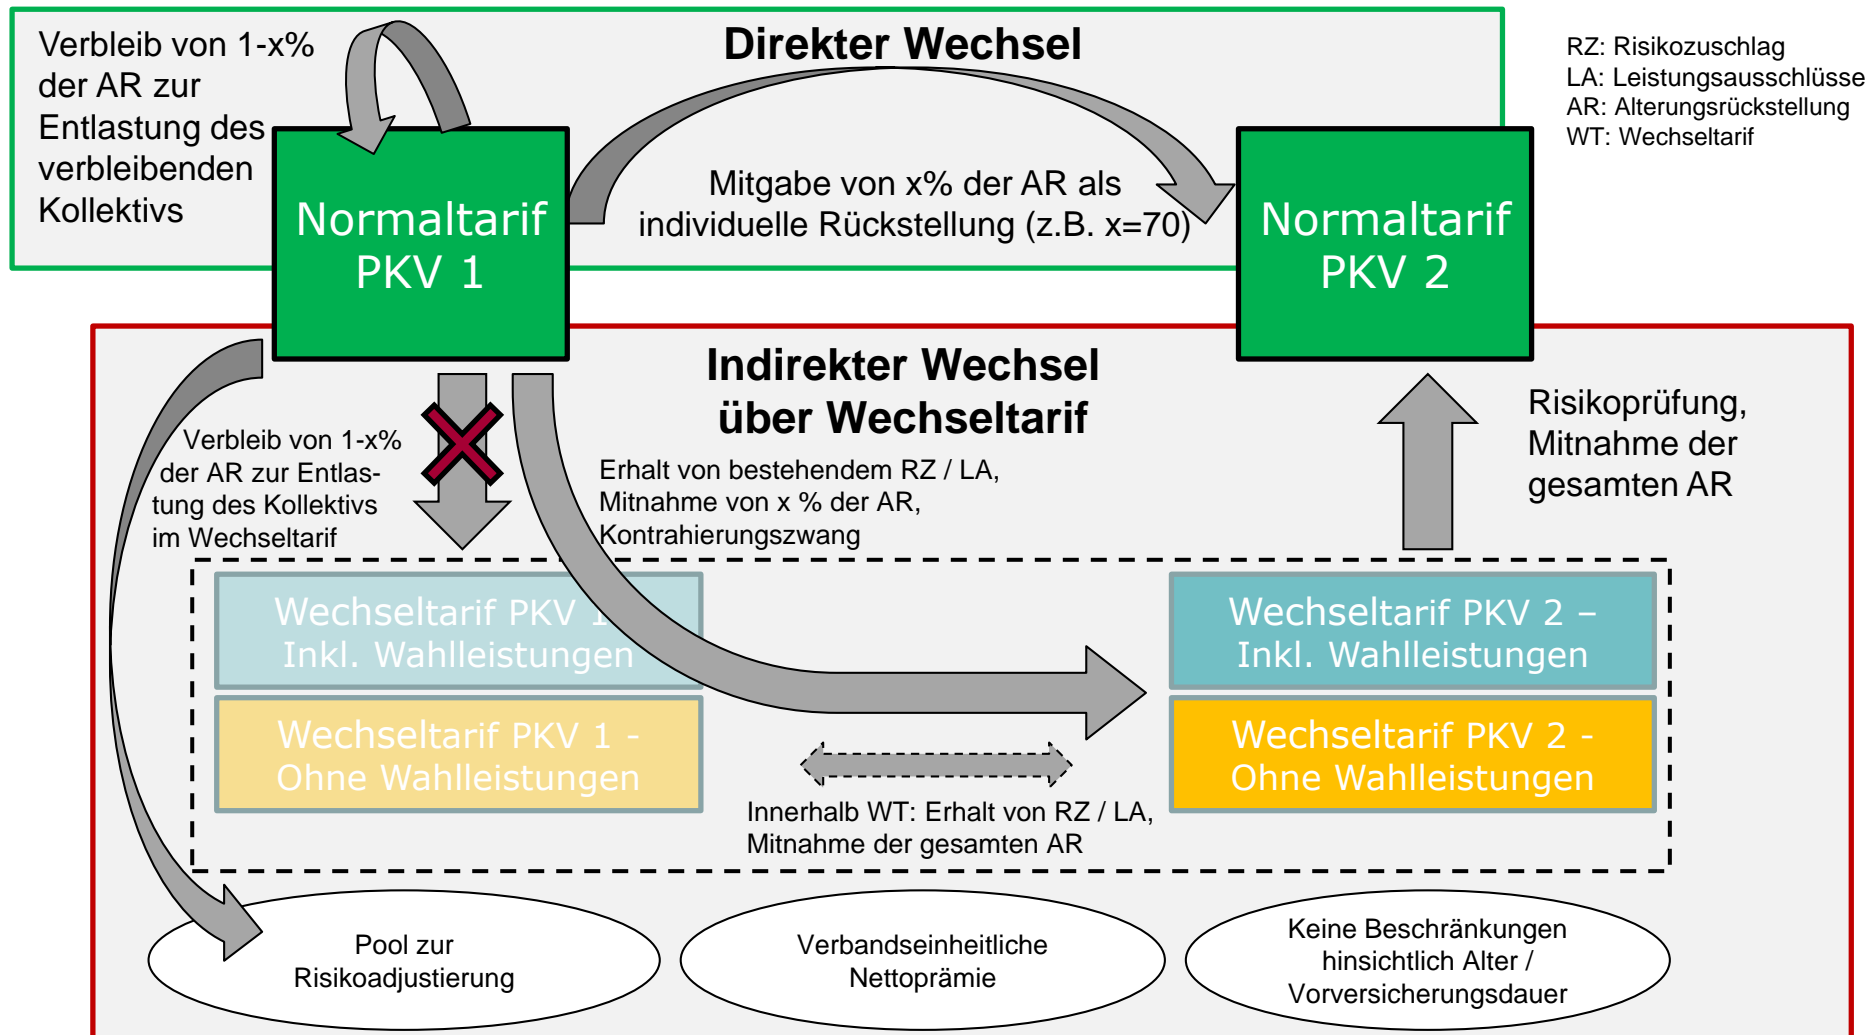 Verbleib von 1-x%
der AR zur
Entlastung des
verbleibenden
Kollektivs
Direkter Wechsel
RZ: Risikozuschlag
LA: Leistungsausschlüsse
AR: Alterungsrückstellung
WT: Wechseltarif
Normaltarif
PKV 1
Mitgabe von x% der AR als
individuelle Rückstellung (z.B. x=70)
Normaltarif
PKV 2
Indirekter Wechsel
über Wechseltarif
Verbleib von 1-x%
der AR zur Entlas-
tung des Kollektivs
im Wechseltarif
Erhalt von bestehendem RZ / LA,
Mitnahme von x % der AR,
Kontrahierungszwang
Risikoprüfung,
Mitnahme der
gesamten AR
Wechseltarif PKV 1
Inkl. Wahlleistungen
Wechseltarif PKV 1 -
Ohne Wahlleistungen
Wechseltarif PKV 2 –
Inkl. Wahlleistungen
Wechseltarif PKV 2 -
Ohne Wahlleistungen
Innerhalb WT: Erhalt von RZ / LA,
Mitnahme der gesamten AR
Pool zur
Risikoadjustierung
Verbandseinheitliche
Nettoprämie
Keine Beschränkungen
hinsichtlich Alter /
Vorversicherungsdauer